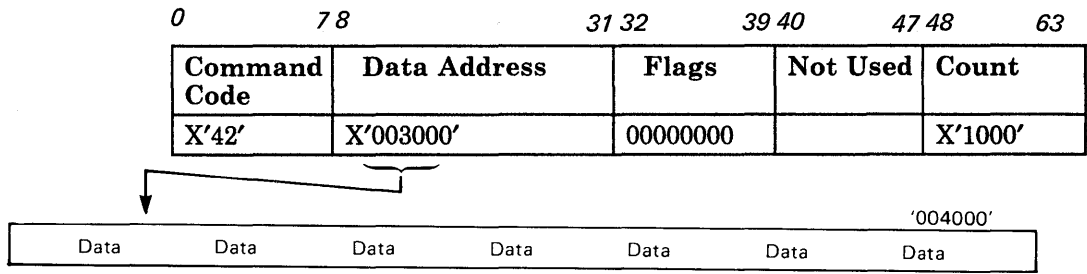 0 7 8 31 32 39 40 47 48 63
Command Code Data Address Flags Not Used Count
X'42' X'003000' 00000000 X'1000'
'004000'
Data Data Data Data Data Data Data